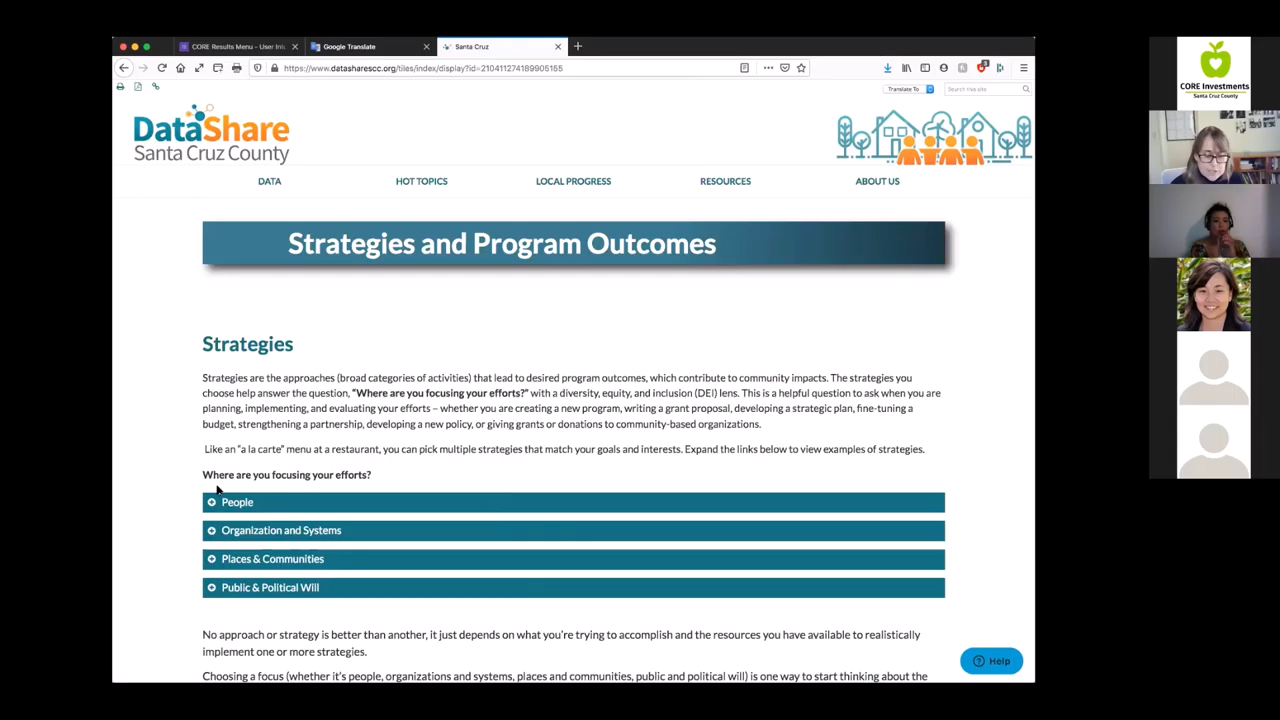 CORE Results Menu - User Int
Google Translate
Santa Cruz
https://www.datasharescc.org/tiles/index/display?id=210411274189905155
Translate To
Search this site
DataShare
Santa Cruz County
DATA
HOT TOPICS
LOCAL PROGRESS
RESOURCES
ABOUT US
Strategies and Program Outcomes
Strategies
Strategies are the approaches (broad categories of activities) that lead to desired program outcomes, which contribute to community impacts. The strategies you
choose help answer the question, “Where are you focusing your efforts?” with a diversity, equity, and inclusion (DEI) lens. This is a helpful question to ask when you are
planning, implementing, and evaluating your efforts – whether you are creating a new program, writing a grant proposal, developing a strategic plan, fine-tuning a
budget, strengthening a partnership, developing a new policy, or giving grants or donations to community-based organizations.
Like an “a la carte” menu at a restaurant, you can pick multiple strategies that match your goals and interests. Expand the links below to view examples of strategies.
Where are you focusing your efforts?
People
Organization and Systems
Places & Communities
Public & Political Will
No approach or strategy is better than another, it just depends on what you’re trying to accomplish and the resources you have available to realistically
implement one or more strategies.
Choosing a focus (whether it’s people, organizations and systems, places and communities, public and political will) is one way to start thinking about the
Help
CORE Investments
Santa Cruz County